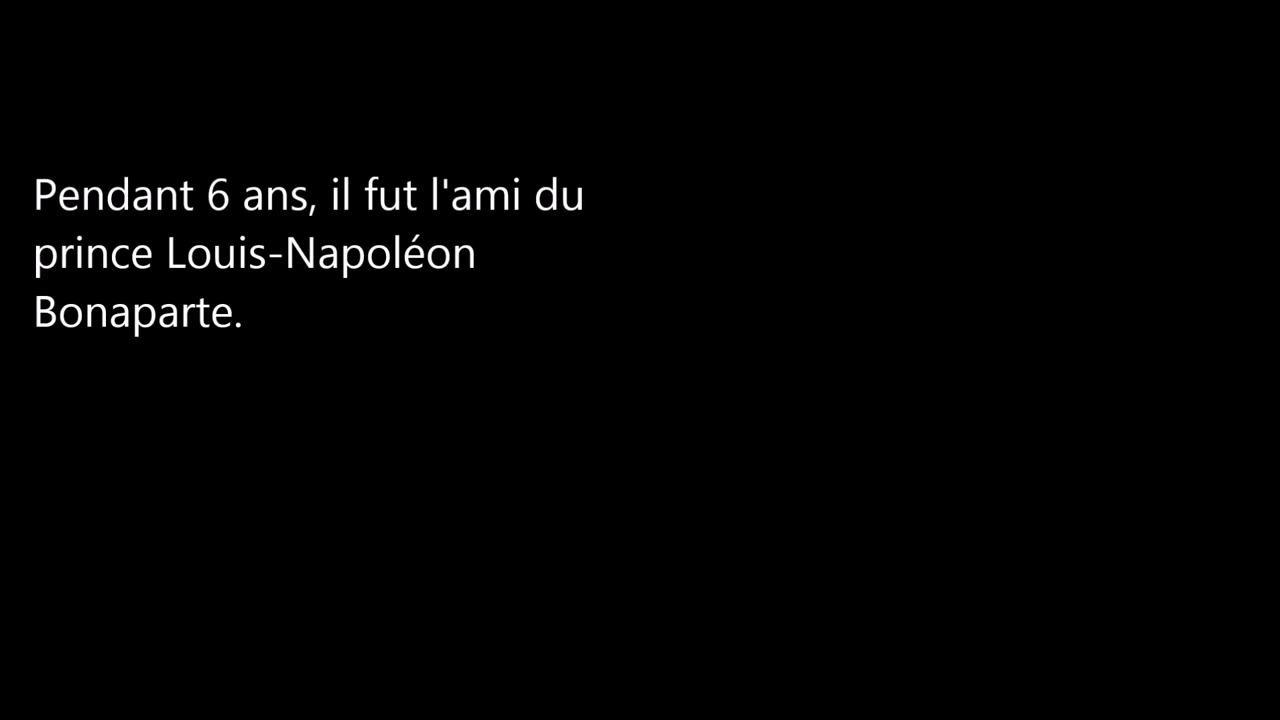 Pendant 6 ans, il fut l'ami du
prince Louis-Napoléon
Bonaparte.